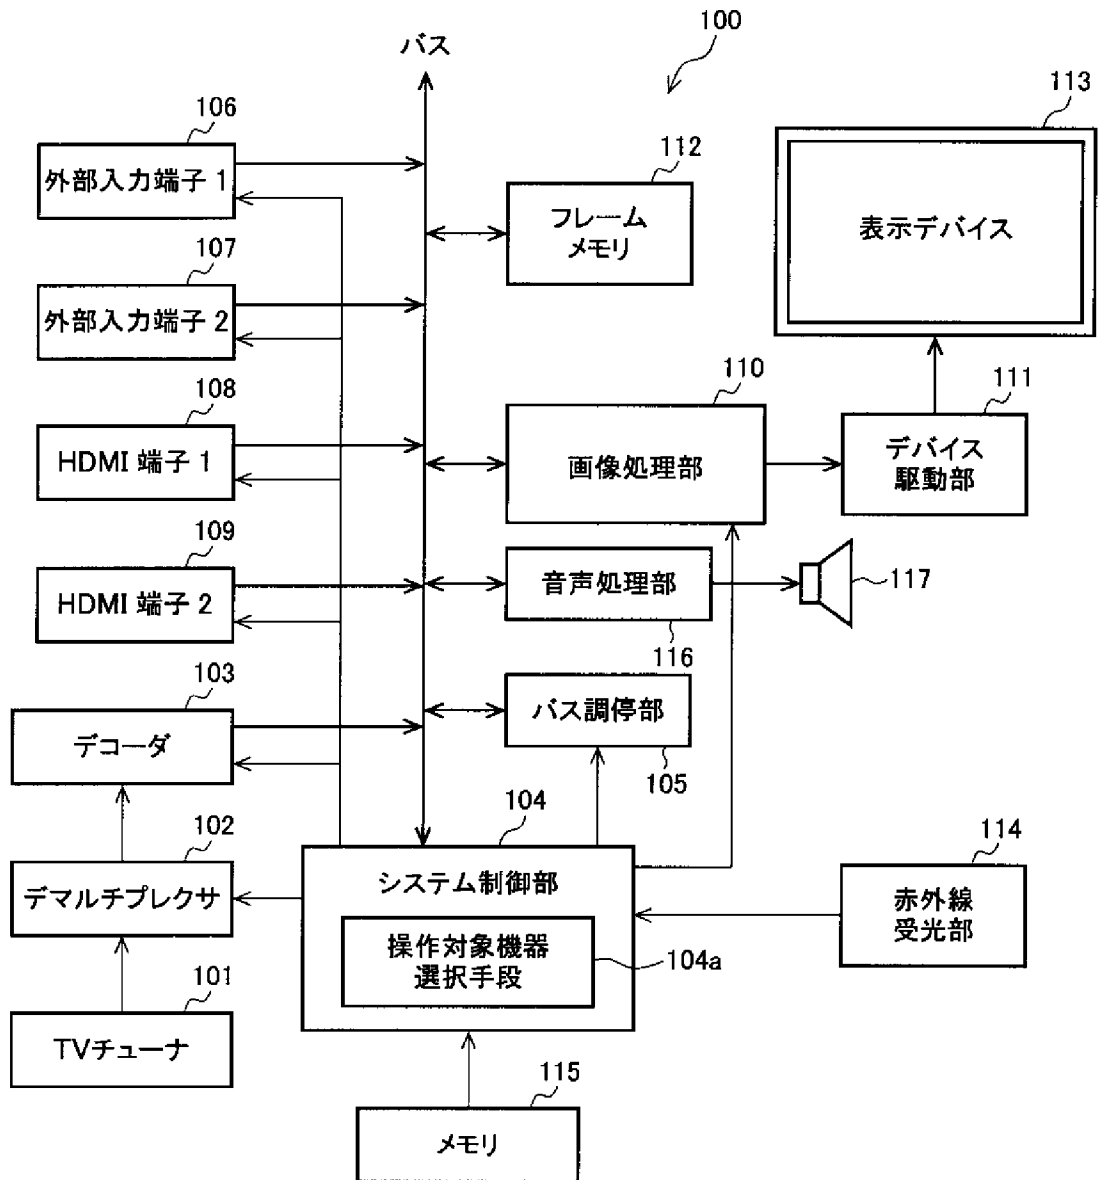 100
バス
106
外部入力端子1
112
フレーム
メモリ
113
表示デバイス
107
外部入力端子2
108
HDMI 端子1
110
画像処理部
111
デバイス
駆動部
109
HDMI 端子2
音声処理部
116
117
103
デコーダ
バス調停部
105
102
デマルチプレクサ
104
システム制御部
操作対象機器
選択手段
104a
114
赤外線
受光部
101
TVチューナ
115
メモリ